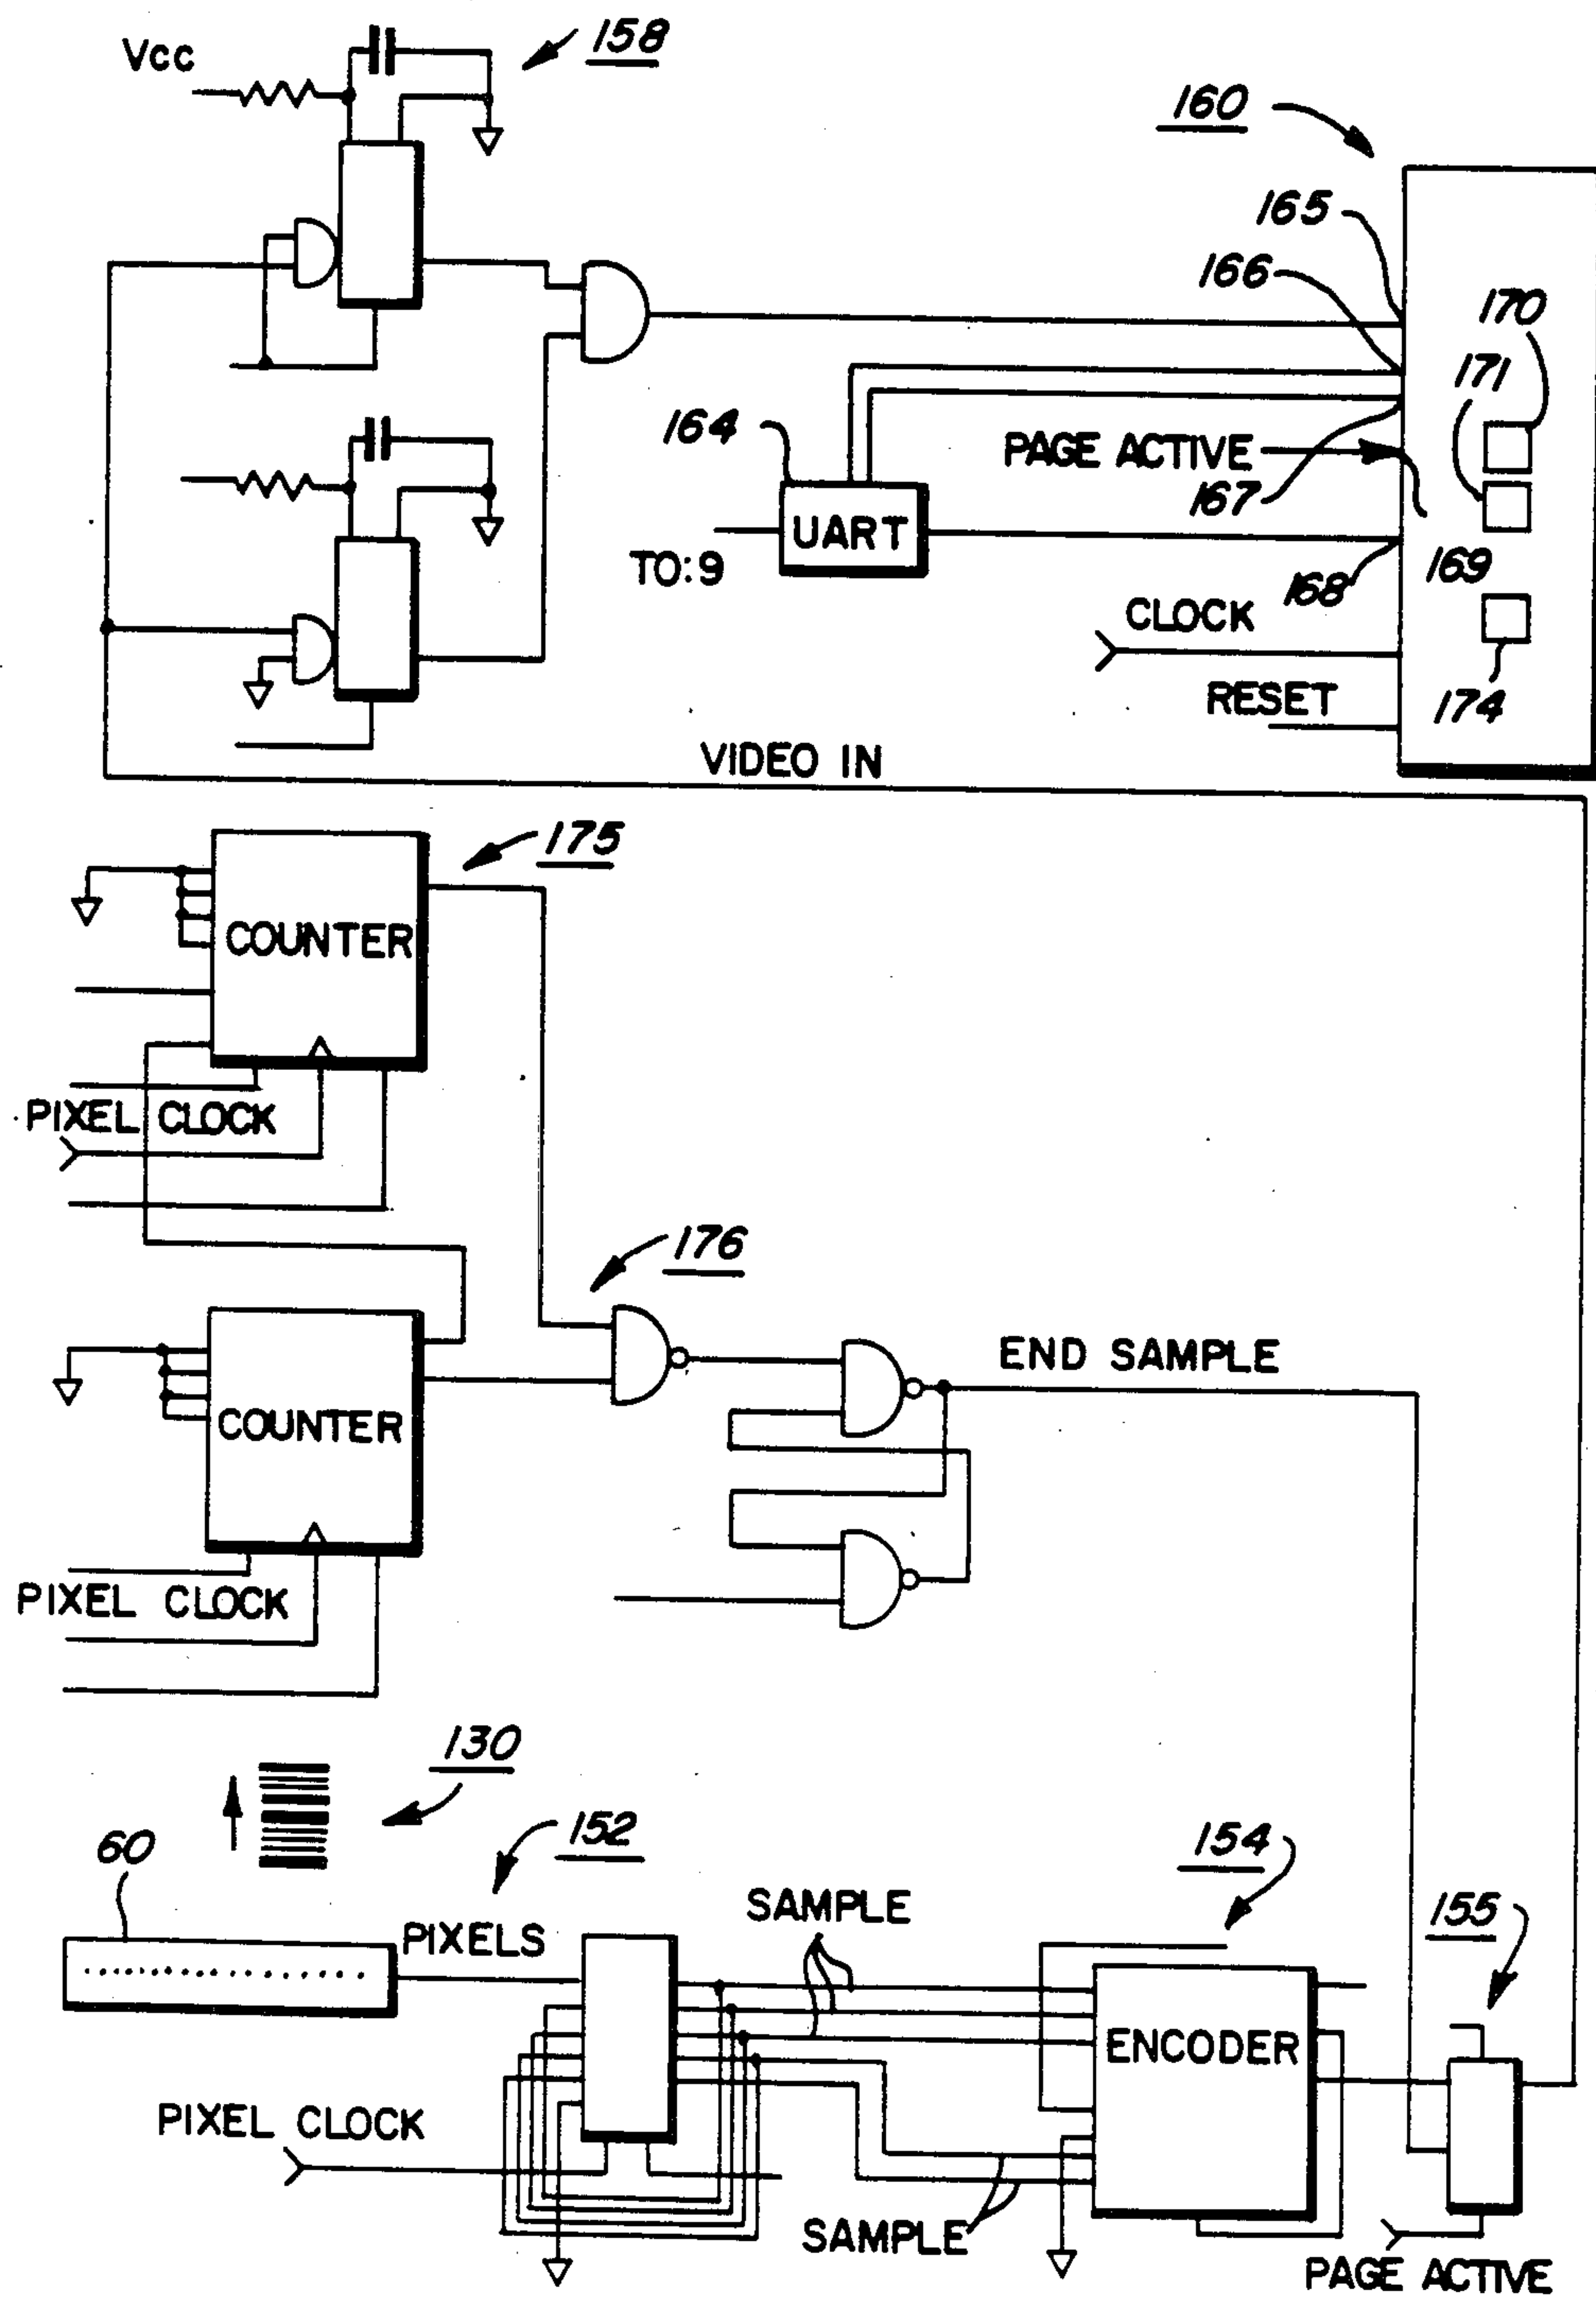 Vcc
158
160
165
166
170
171
164
PAGE ACTIVE
167
UART
TO:9
169
168
CLOCK
174
RESET
VIDEO IN
175
COUNTER
PIXEL CLOCK
176
END SAMPLE
COUNTER
PIXEL CLOCK
130
152
60
154
SAMPLE
155
PIXELS
ENCODER
PIXEL CLOCK
SAMPLE
PAGE ACTIVE